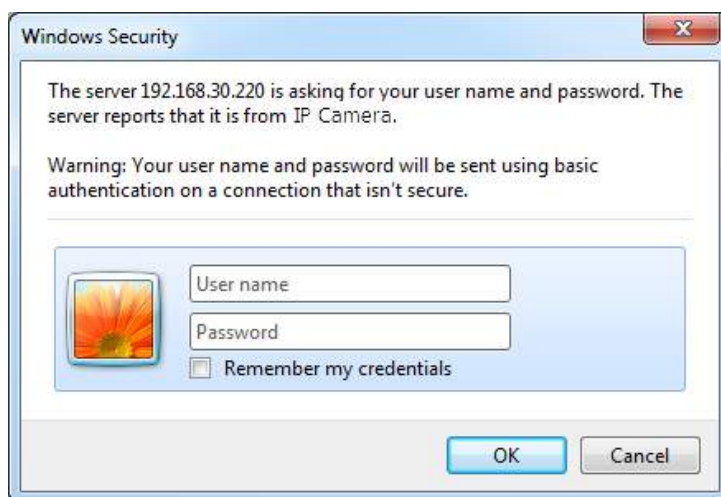 Windows Security
The server 192.168.30.220 is asking for your user name and password. The
server reports that it is from IP Camera.
Warning: Your user name and password will be sent using basic
authentication on a connection that isn't secure.
User name
Password
Remember my credentials
OK
Cancel